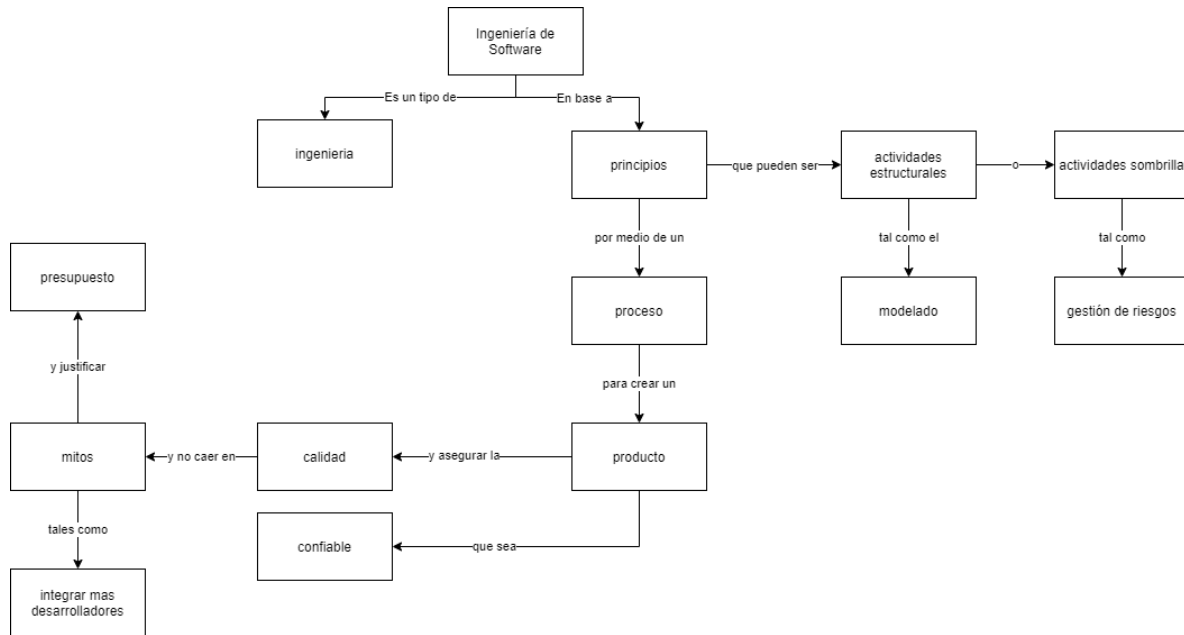 Ingeniería de
Software
Es un tipo de
En base a
ingenieria
principios
que pueden ser
actividades
estructurales
o
actividades sombrilla
por medio de un
tal como el
tal como
presupuesto
proceso
modelado
gestión de riesgos
y justificar
para crear un
mitos
y no caer en
calidad
y asegurar la
producto
tales como
confiable
que sea
integrar mas
desarrolladores